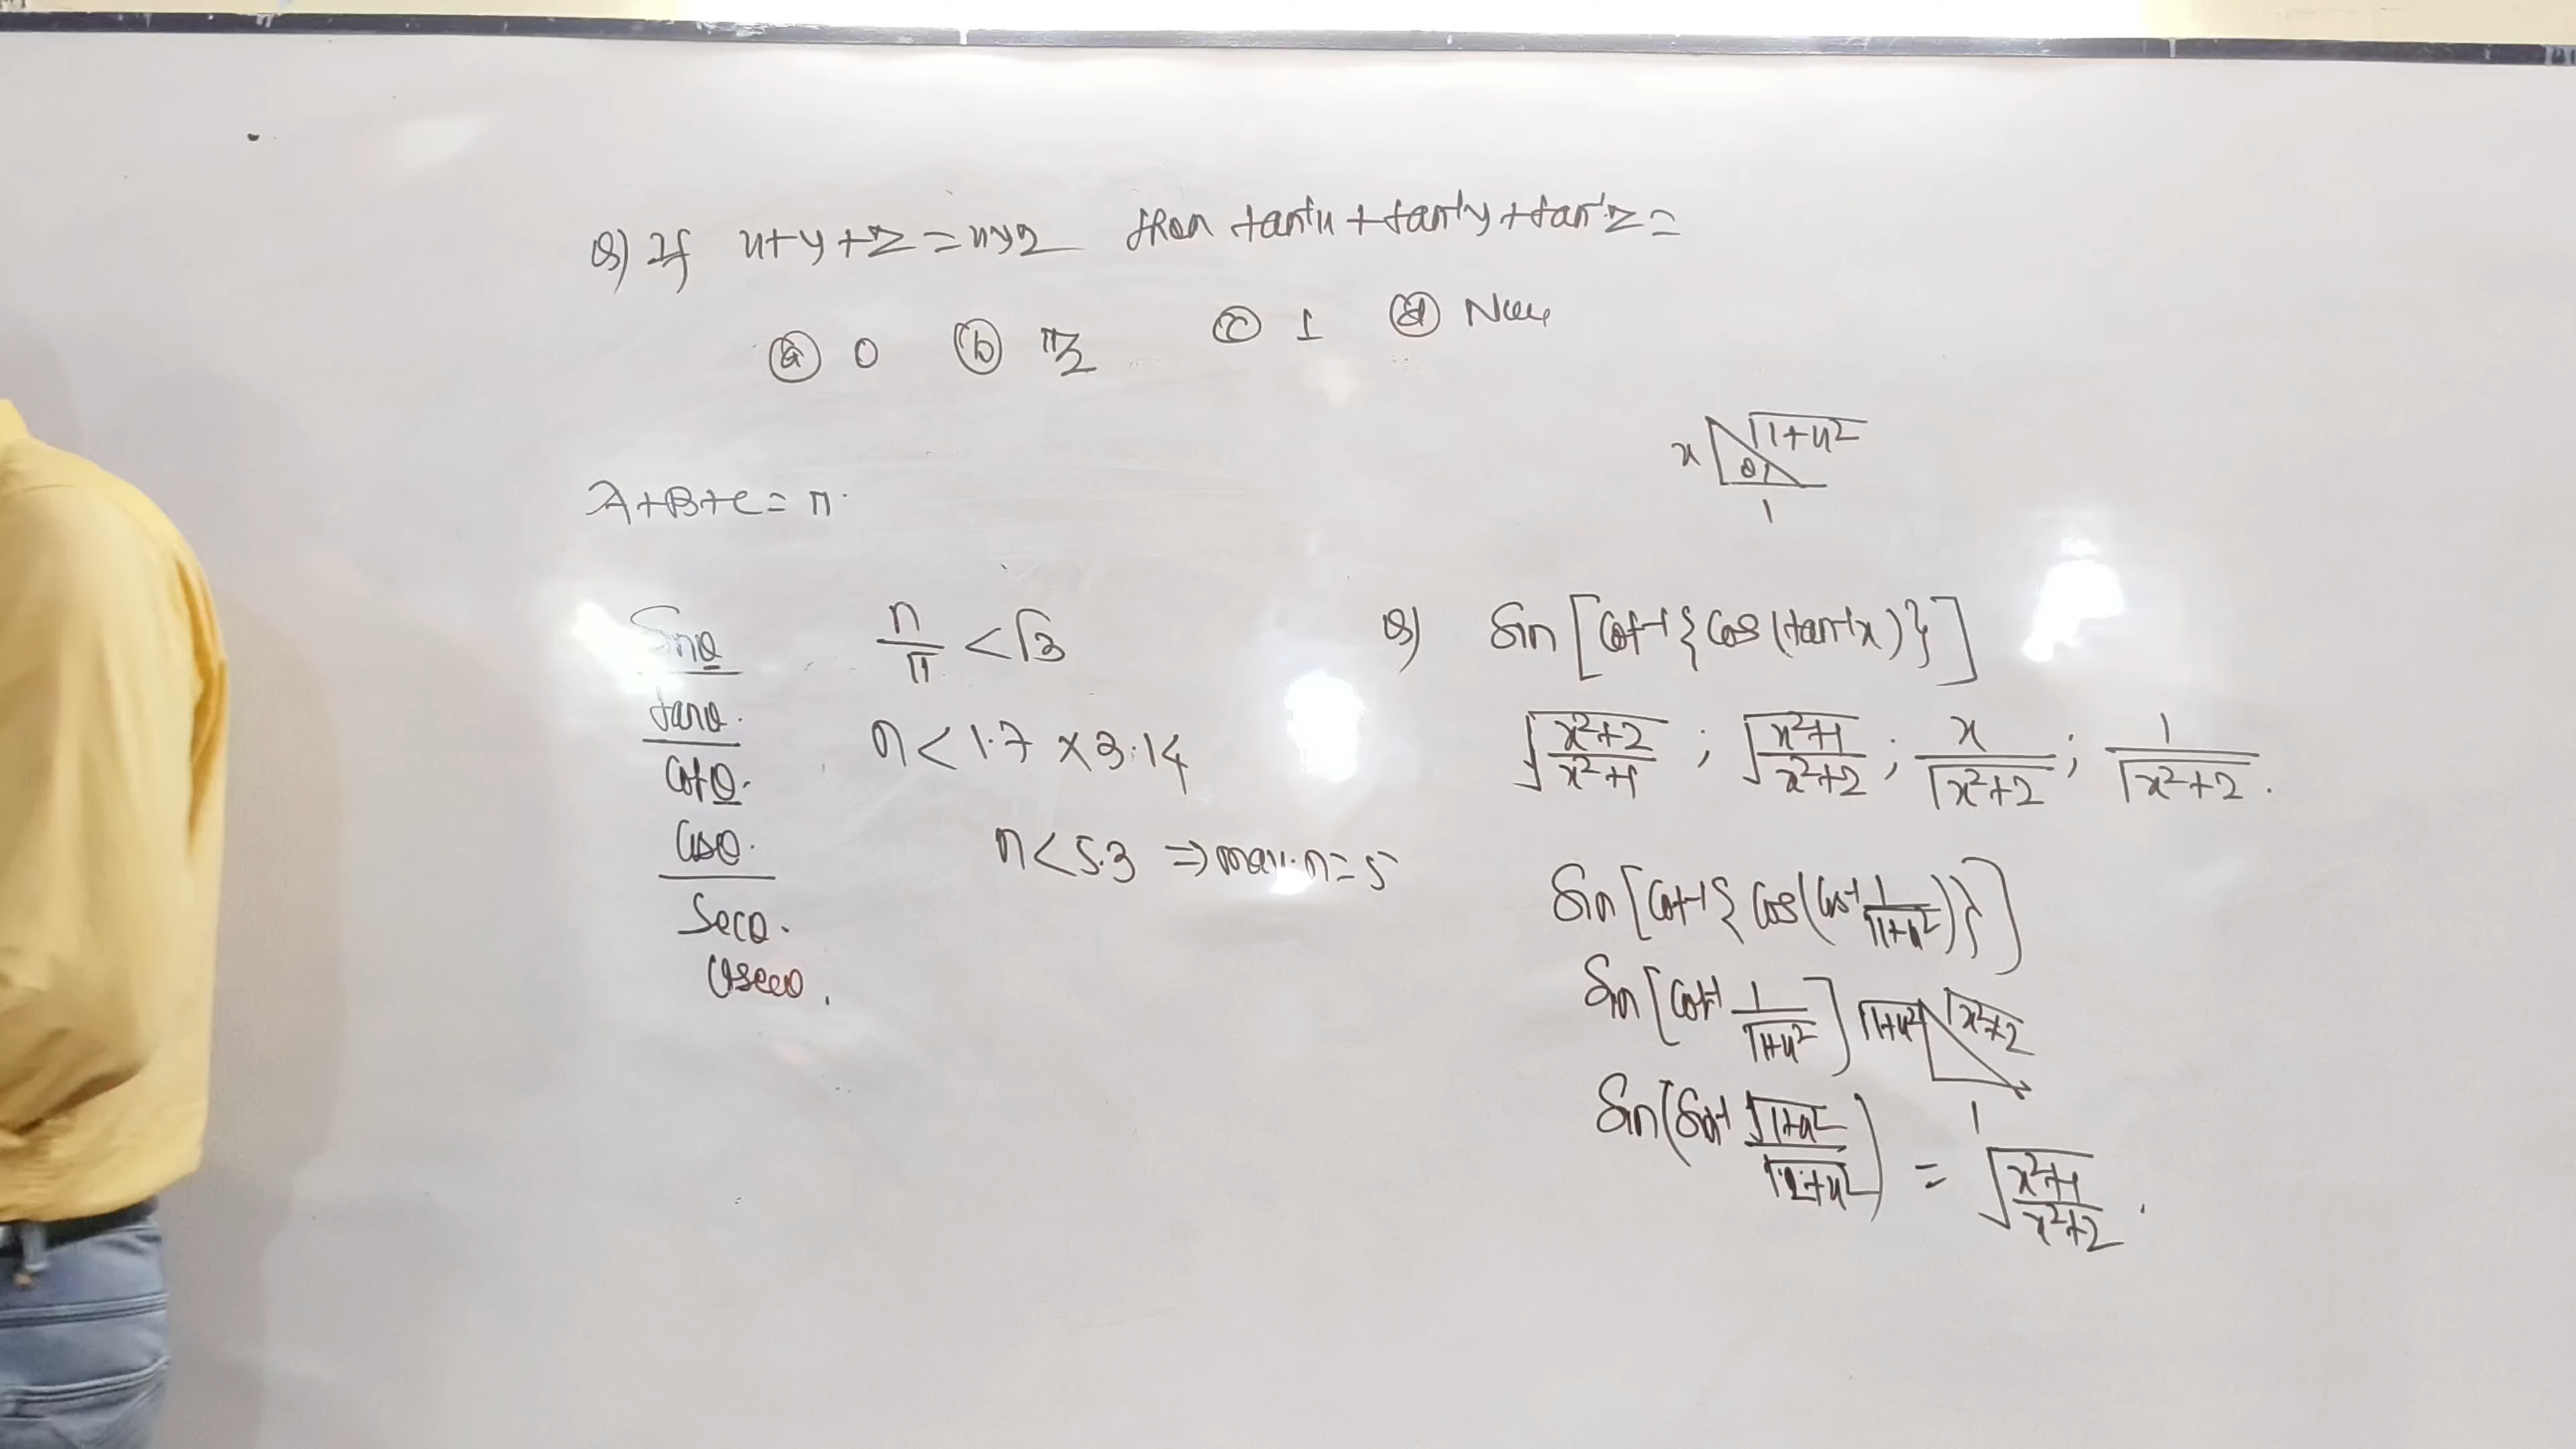 Q) If x+y+z=xyz then tan⁻¹x+tan⁻¹y+tan⁻¹z=
ⓐ 0 ⓑ π/2 ⓒ 1 ⓓ None
x √1+x² θ 1
A+B+C=π.
Sinθ
tanθ.
Cotθ.
Cosθ.
Secθ.
Cosecθ.
n/π < √3
n < 1.7 × 3.14
n < 5.3 ⇒ max. n = 5
Q) Sin[Cot⁻¹{Cos(tan⁻¹x)}]
√(x²+2)/(x²+1) ; √(x²+1)/(x²+2) ; x/√x²+2 ; 1/√x²+2 .
Sin[Cot⁻¹{Cos(Cos⁻¹ 1/√1+x²)}]
Sin[Cot⁻¹ 1/√1+x²] √1+x² √x²+2
1
Sin(Sin⁻¹ √1+x²/√2+x²) = √(x²+1)/(x²+2) .